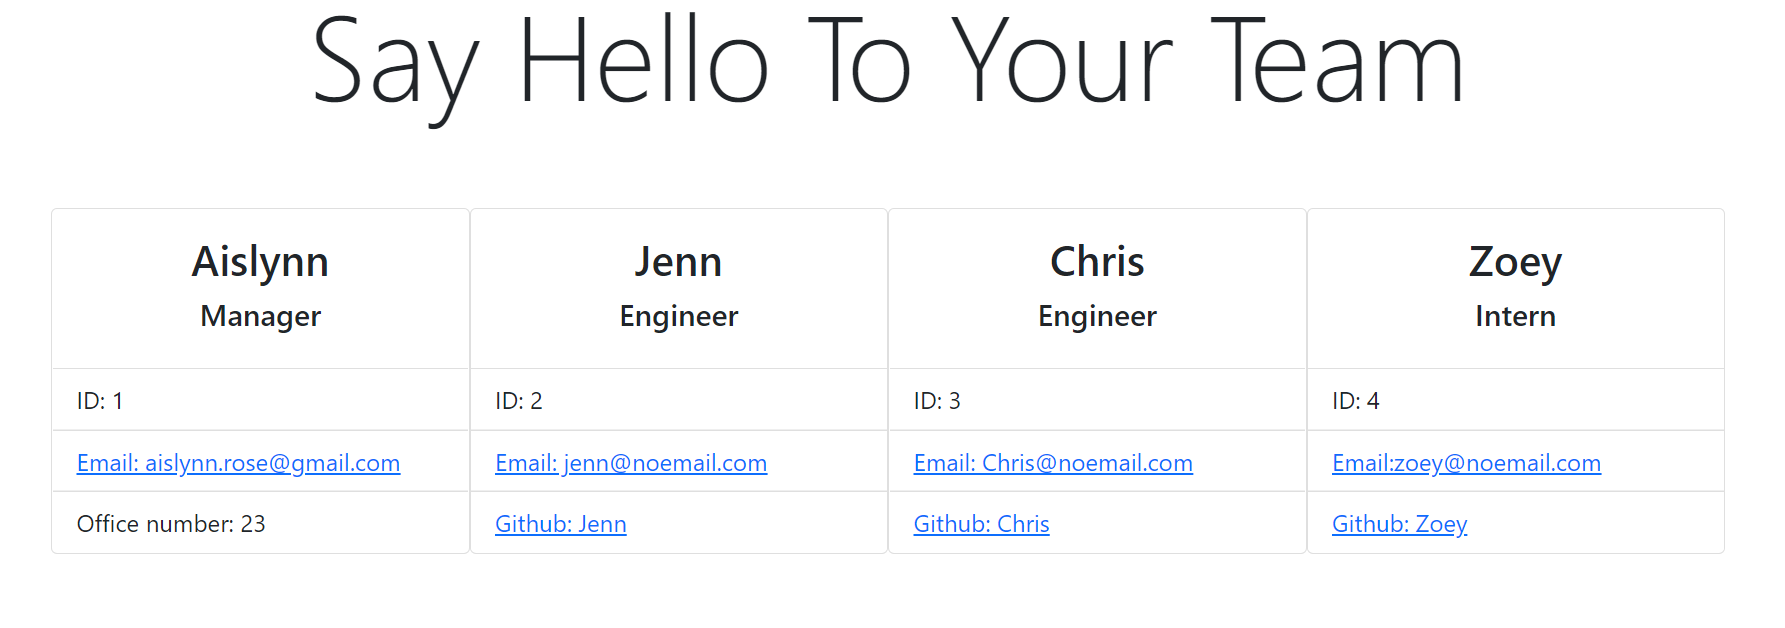 Say Hello To Your Team
Aislynn
Manager
ID: 1
Email: aislynn.rose@gmail.com
Office number: 23
Jenn
Engineer
ID: 2
Email: jenn@noemail.com
Github: Jenn
Chris
Engineer
ID: 3
Email: Chris@noemail.com
Github: Chris
Zoey
Intern
ID: 4
Email:zoey@noemail.com
Github: Zoey